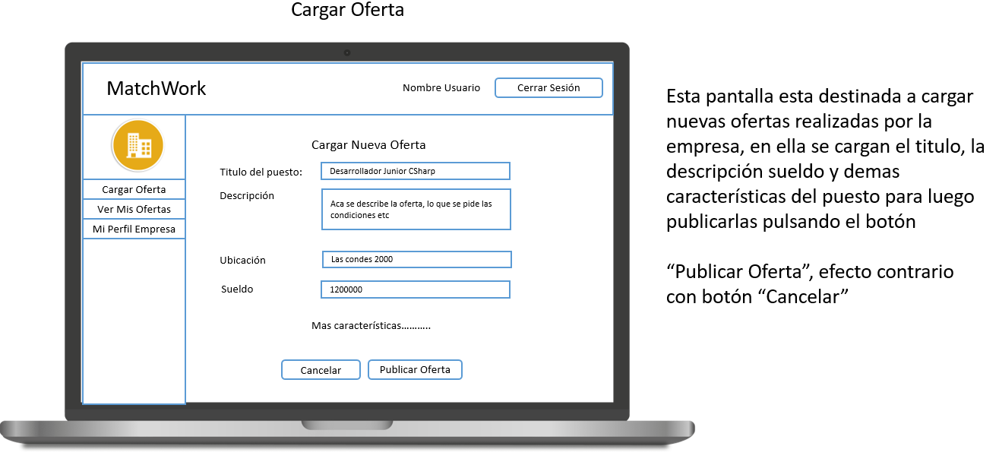 Cargar Oferta
MatchWork
Nombre Usuario
Cerrar Sesión
Cargar Oferta
Ver Mis Ofertas
Mi Perfil Empresa
Cargar Nueva Oferta
Titulo del puesto:
Desarrollador Junior CSharp
Descripción
Aca se describe la oferta, lo que se pide las
condiciones etc
Ubicación
Las condes 2000
Sueldo
1200000
Mas características………..
Cancelar
Publicar Oferta
Esta pantalla esta destinada a cargar
nuevas ofertas realizadas por la
empresa, en ella se cargan el titulo, la
descripción sueldo y demas
características del puesto para luego
publicarlas pulsando el botón
“Publicar Oferta”, efecto contrario
con botón “Cancelar”